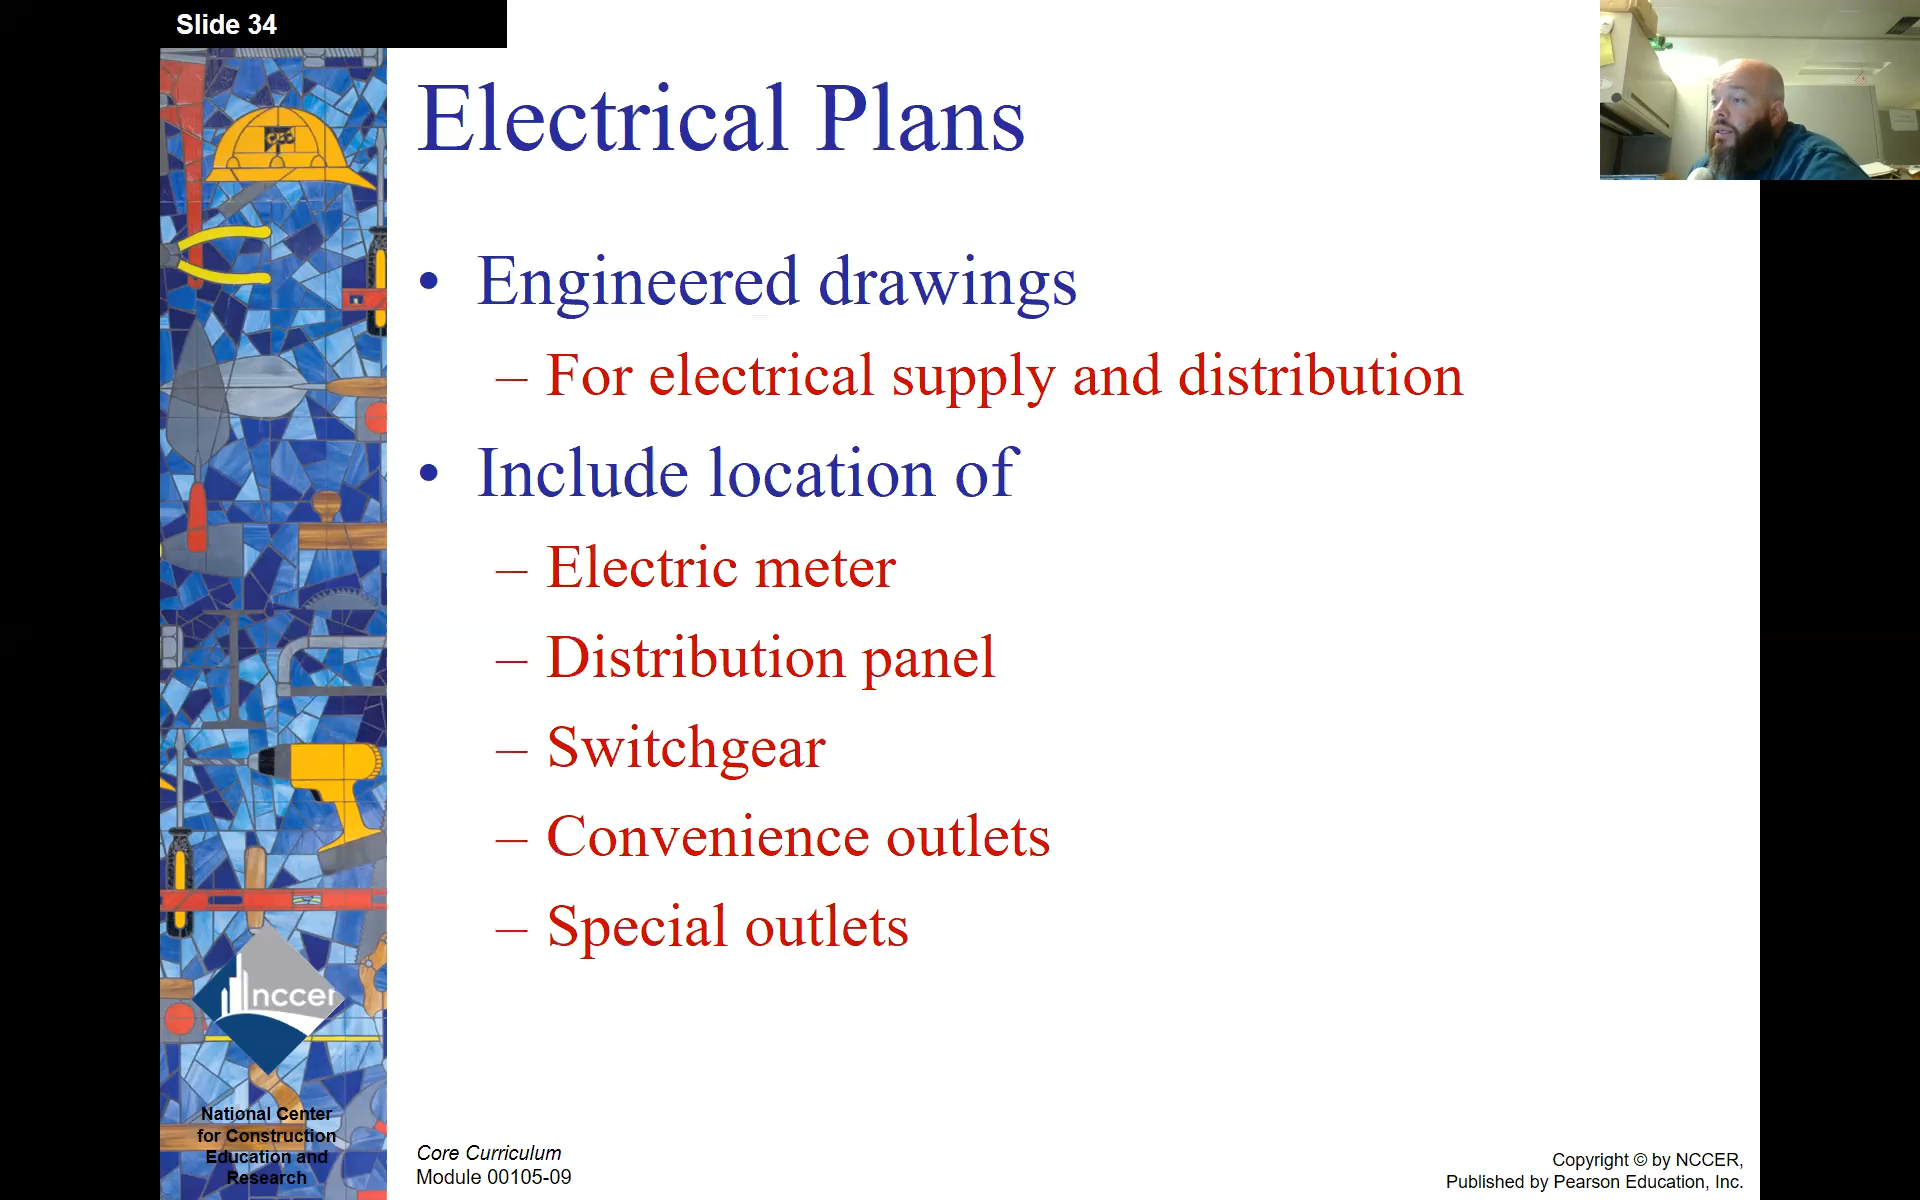 Slide 34
Electrical Plans
• Engineered drawings
– For electrical supply and distribution
• Include location of
– Electric meter
– Distribution panel
– Switchgear
– Convenience outlets
– Special outlets
nccer
National Center
for Construction
Education and
Research
Core Curriculum
Module 00105-09
Copyright © by NCCER,
Published by Pearson Education, Inc.